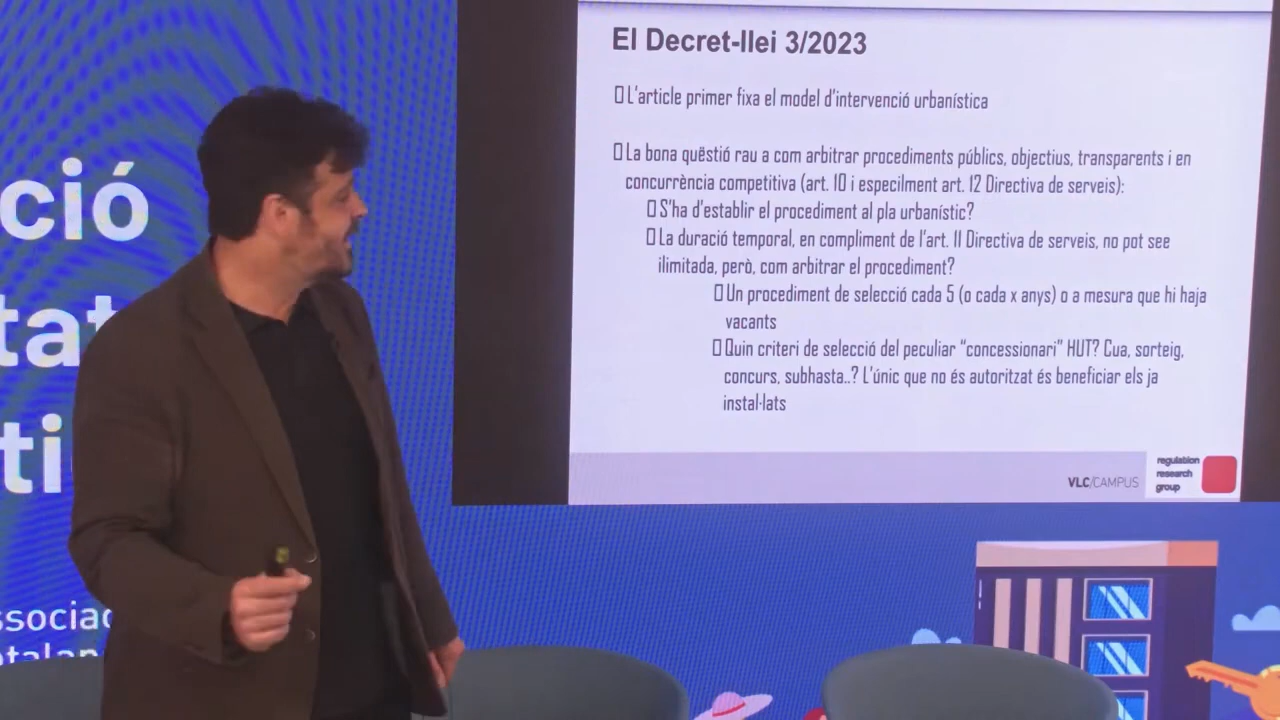 El Decret-llei 3/2023
L'article primer fixa el model d'intervenció urbanística
La bona quëstió rau a com arbitrar procediments públics, objectius, transparents i en
concurrència competitiva (art. 10 i especilment art. 12 Directiva de serveis):
S'ha d'establir el procediment al pla urbanístic?
La duració temporal, en compliment de l'art. 11 Directiva de serveis, no pot see
ilimitada, però, com arbitrar el procediment?
Un procediment de selecció cada 5 (o cada x anys) o a mesura que hi haja
vacants
Quin criteri de selecció del peculiar "concessionari" HUT? Cua, sorteig,
concurs, subhasta..? L'únic que no és autoritzat és beneficiar els ja
instal·lats
VLC/CAMPUS
regulation
research
group
ció
tat
ti
ssociac